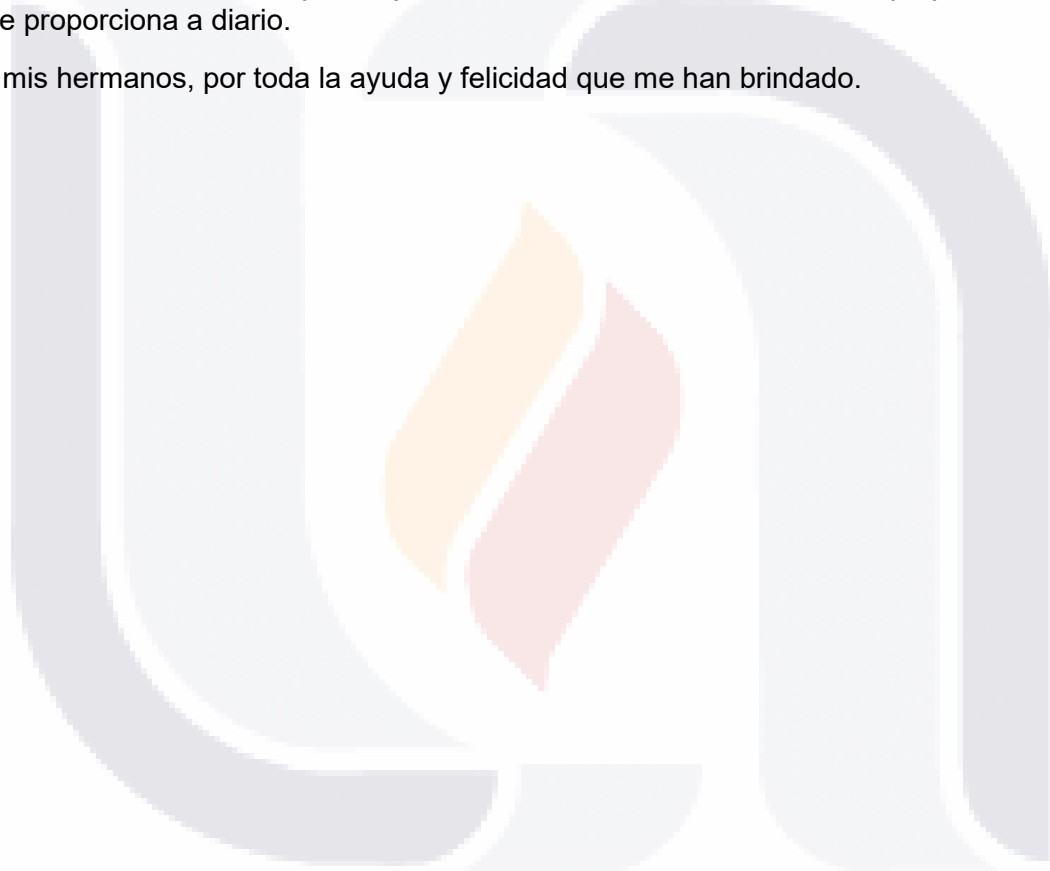 e proporciona a diario.
mis hermanos, por toda la ayuda y felicidad que me han brindado.